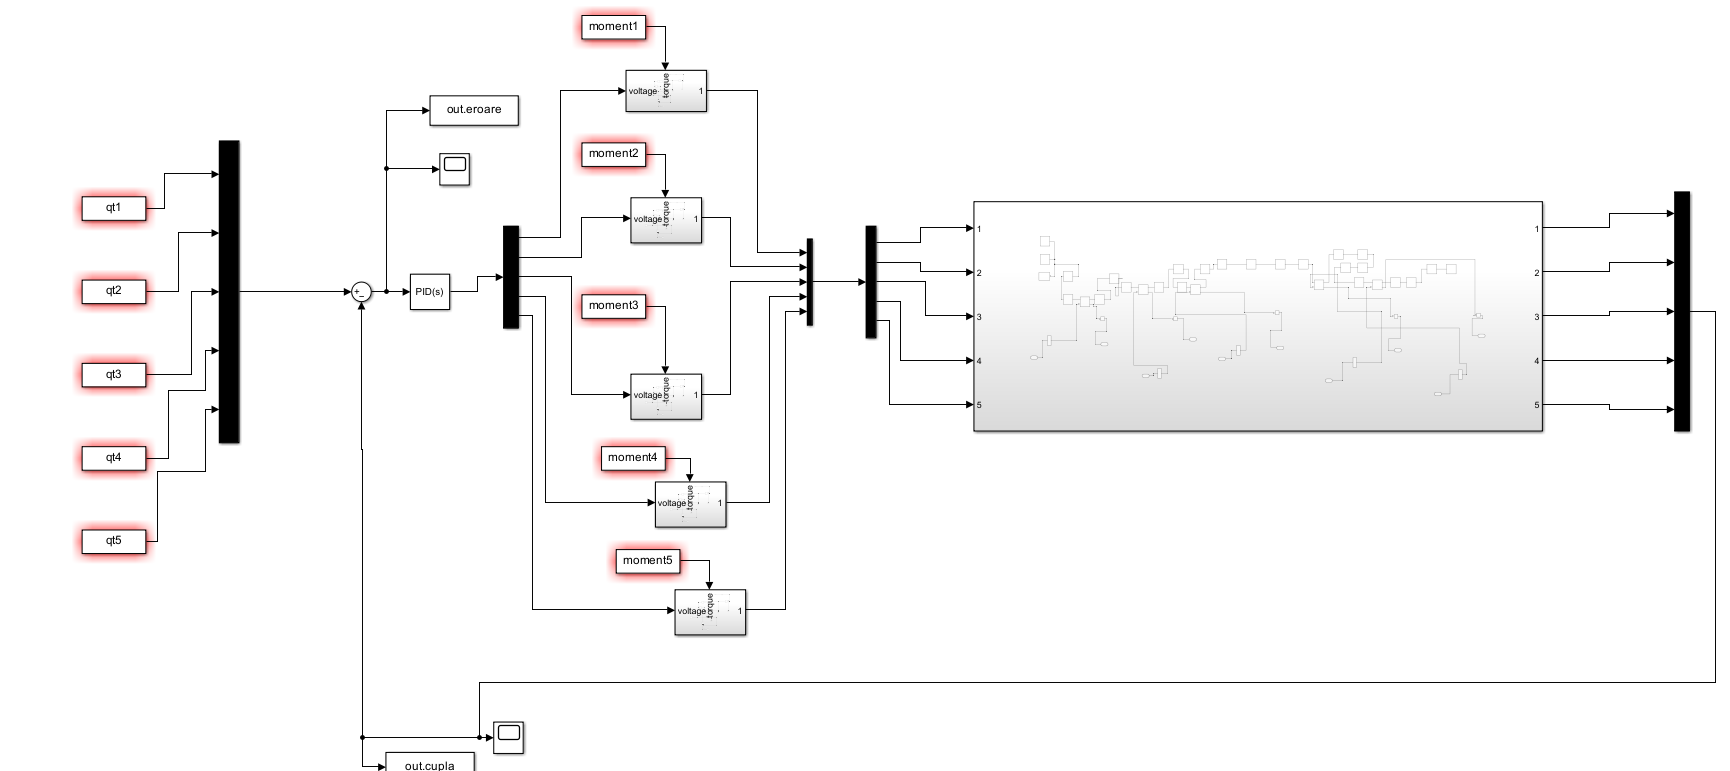 moment1
torque
voltage 1
out.eroare
moment2
torque
voltage 1
qt1
qt2
qt3
qt4
qt5
+
−
PID(s)
moment3
torque
voltage 1
moment4
torque
voltage 1
moment5
torque
voltage 1
1 1
2 2
3 3
4 4
5 5
out.cupla